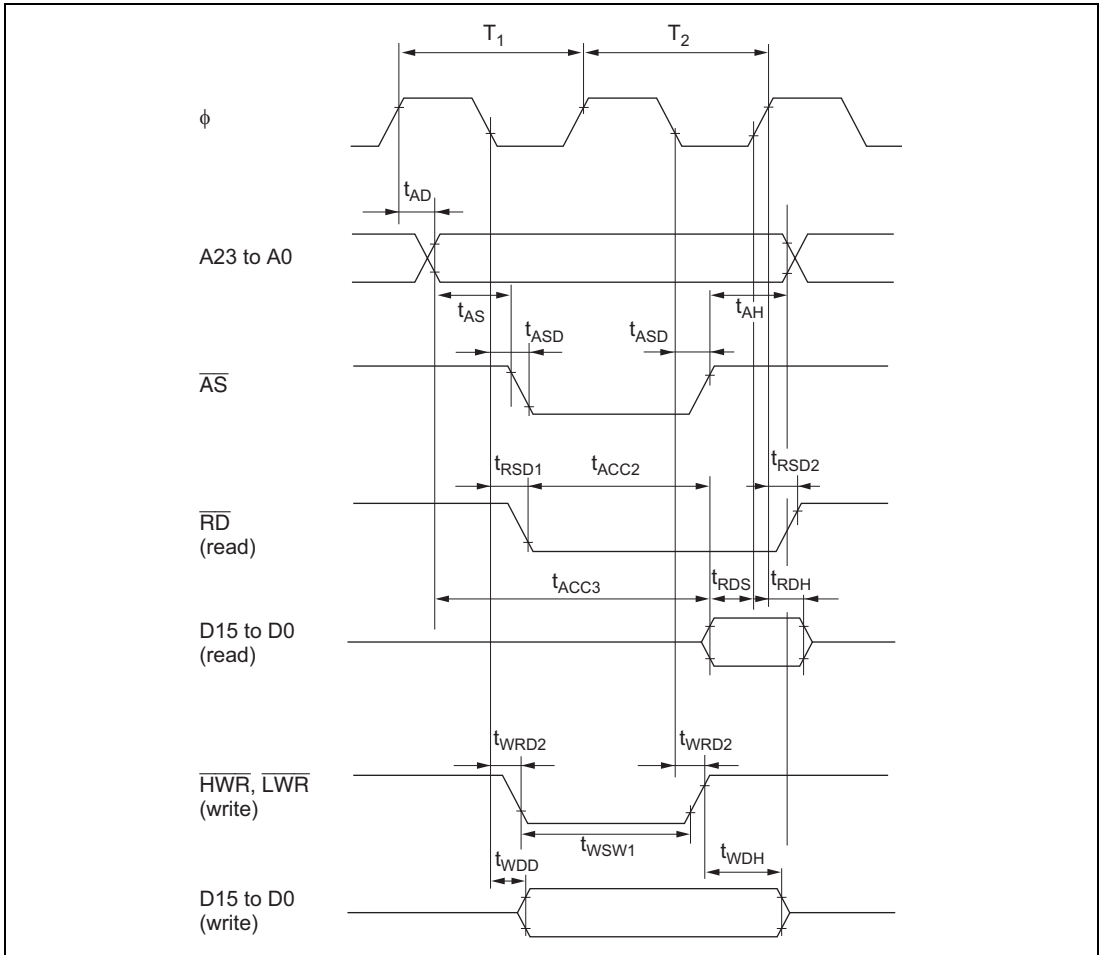 T1 T2
ϕ
tAD
A23 to A0
tAS tAH
tASD tASD
AS
tRSD1 tACC2 tRSD2
RD
(read)
tACC3 tRDS tRDH
D15 to D0
(read)
tWRD2 tWRD2
HWR, LWR
(write)
tWSW1
tWDD tWDH
D15 to D0
(write)